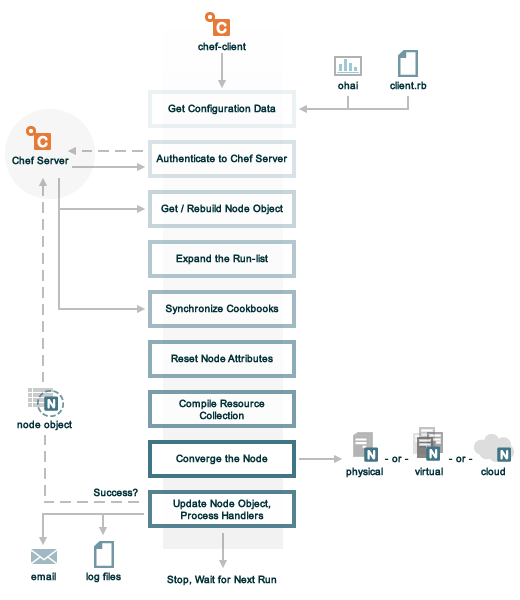 chef-client
ohai
client.rb
Get Configuration Data
Chef Server
Authenticate to Chef Server
Get / Rebuild Node Object
Expand the Run-list
Synchronize Cookbooks
Reset Node Attributes
Compile Resource
Collection
node object
Converge the Node
physical
- or -
virtual
- or -
cloud
Success?
Update Node Object,
Process Handlers
email
log files
Stop, Wait for Next Run
C
C
N
N
N
N